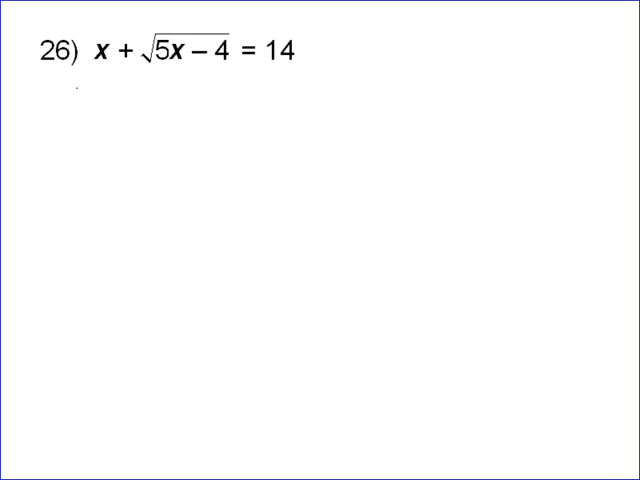 26) x + √5x – 4 = 14
.